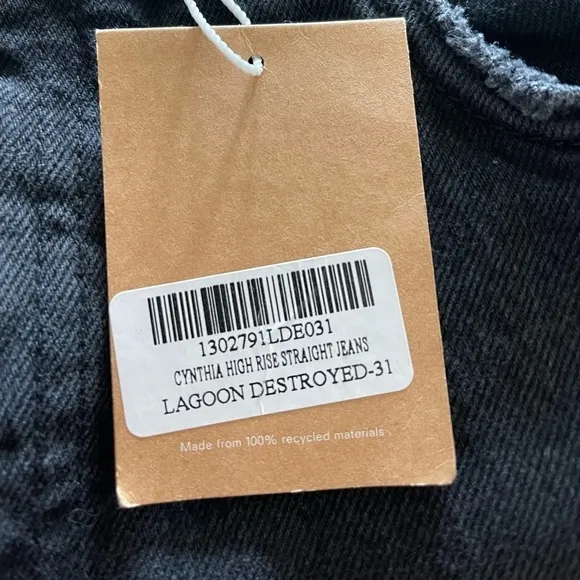 1302791LDE031
CYNTHIA HIGH RISE STRAIGHT JEANS
LAGOON DESTROYED-31
Made from 100% recycled materials